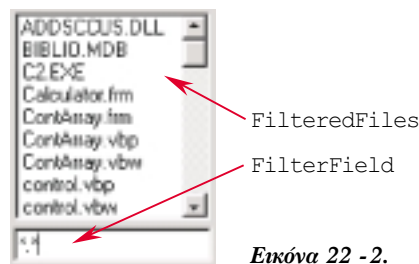 ADDSCCUS.DLL
BIBLIO.MDB
C2.EXE
Calculator.frm
ContArray.frm
ContArray.vbp
ContArray.vbw
control.vbp
control.vbw
*.*
FilteredFiles
FilterField
Εικόνα 22 -2.